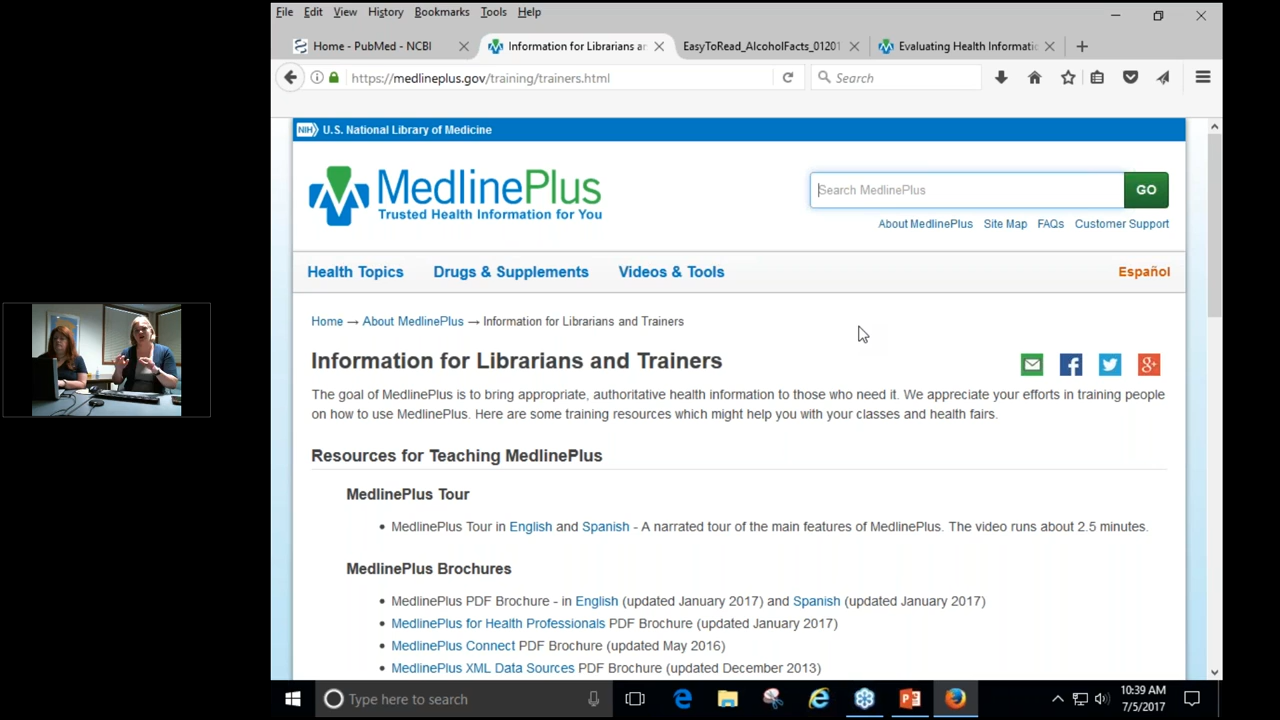 File Edit View History Bookmarks Tools Help
Home - PubMed - NCBI
Information for Librarians ar
EasyToRead_AlcoholFacts_01201
Evaluating Health Informatic
https://medlineplus.gov/training/trainers.html
Search
NIH U.S. National Library of Medicine
MedlinePlus
Trusted Health Information for You
Search MedlinePlus
GO
About MedlinePlus Site Map FAQs Customer Support
Health Topics Drugs & Supplements Videos & Tools Español
Home → About MedlinePlus → Information for Librarians and Trainers
Information for Librarians and Trainers
The goal of MedlinePlus is to bring appropriate, authoritative health information to those who need it. We appreciate your efforts in training people
on how to use MedlinePlus. Here are some training resources which might help you with your classes and health fairs.
Resources for Teaching MedlinePlus
MedlinePlus Tour
• MedlinePlus Tour in English and Spanish - A narrated tour of the main features of MedlinePlus. The video runs about 2.5 minutes.
MedlinePlus Brochures
• MedlinePlus PDF Brochure - in English (updated January 2017) and Spanish (updated January 2017)
• MedlinePlus for Health Professionals PDF Brochure (updated January 2017)
• MedlinePlus Connect PDF Brochure (updated May 2016)
• MedlinePlus XML Data Sources PDF Brochure (updated December 2013)
Type here to search
10:39 AM
7/5/2017